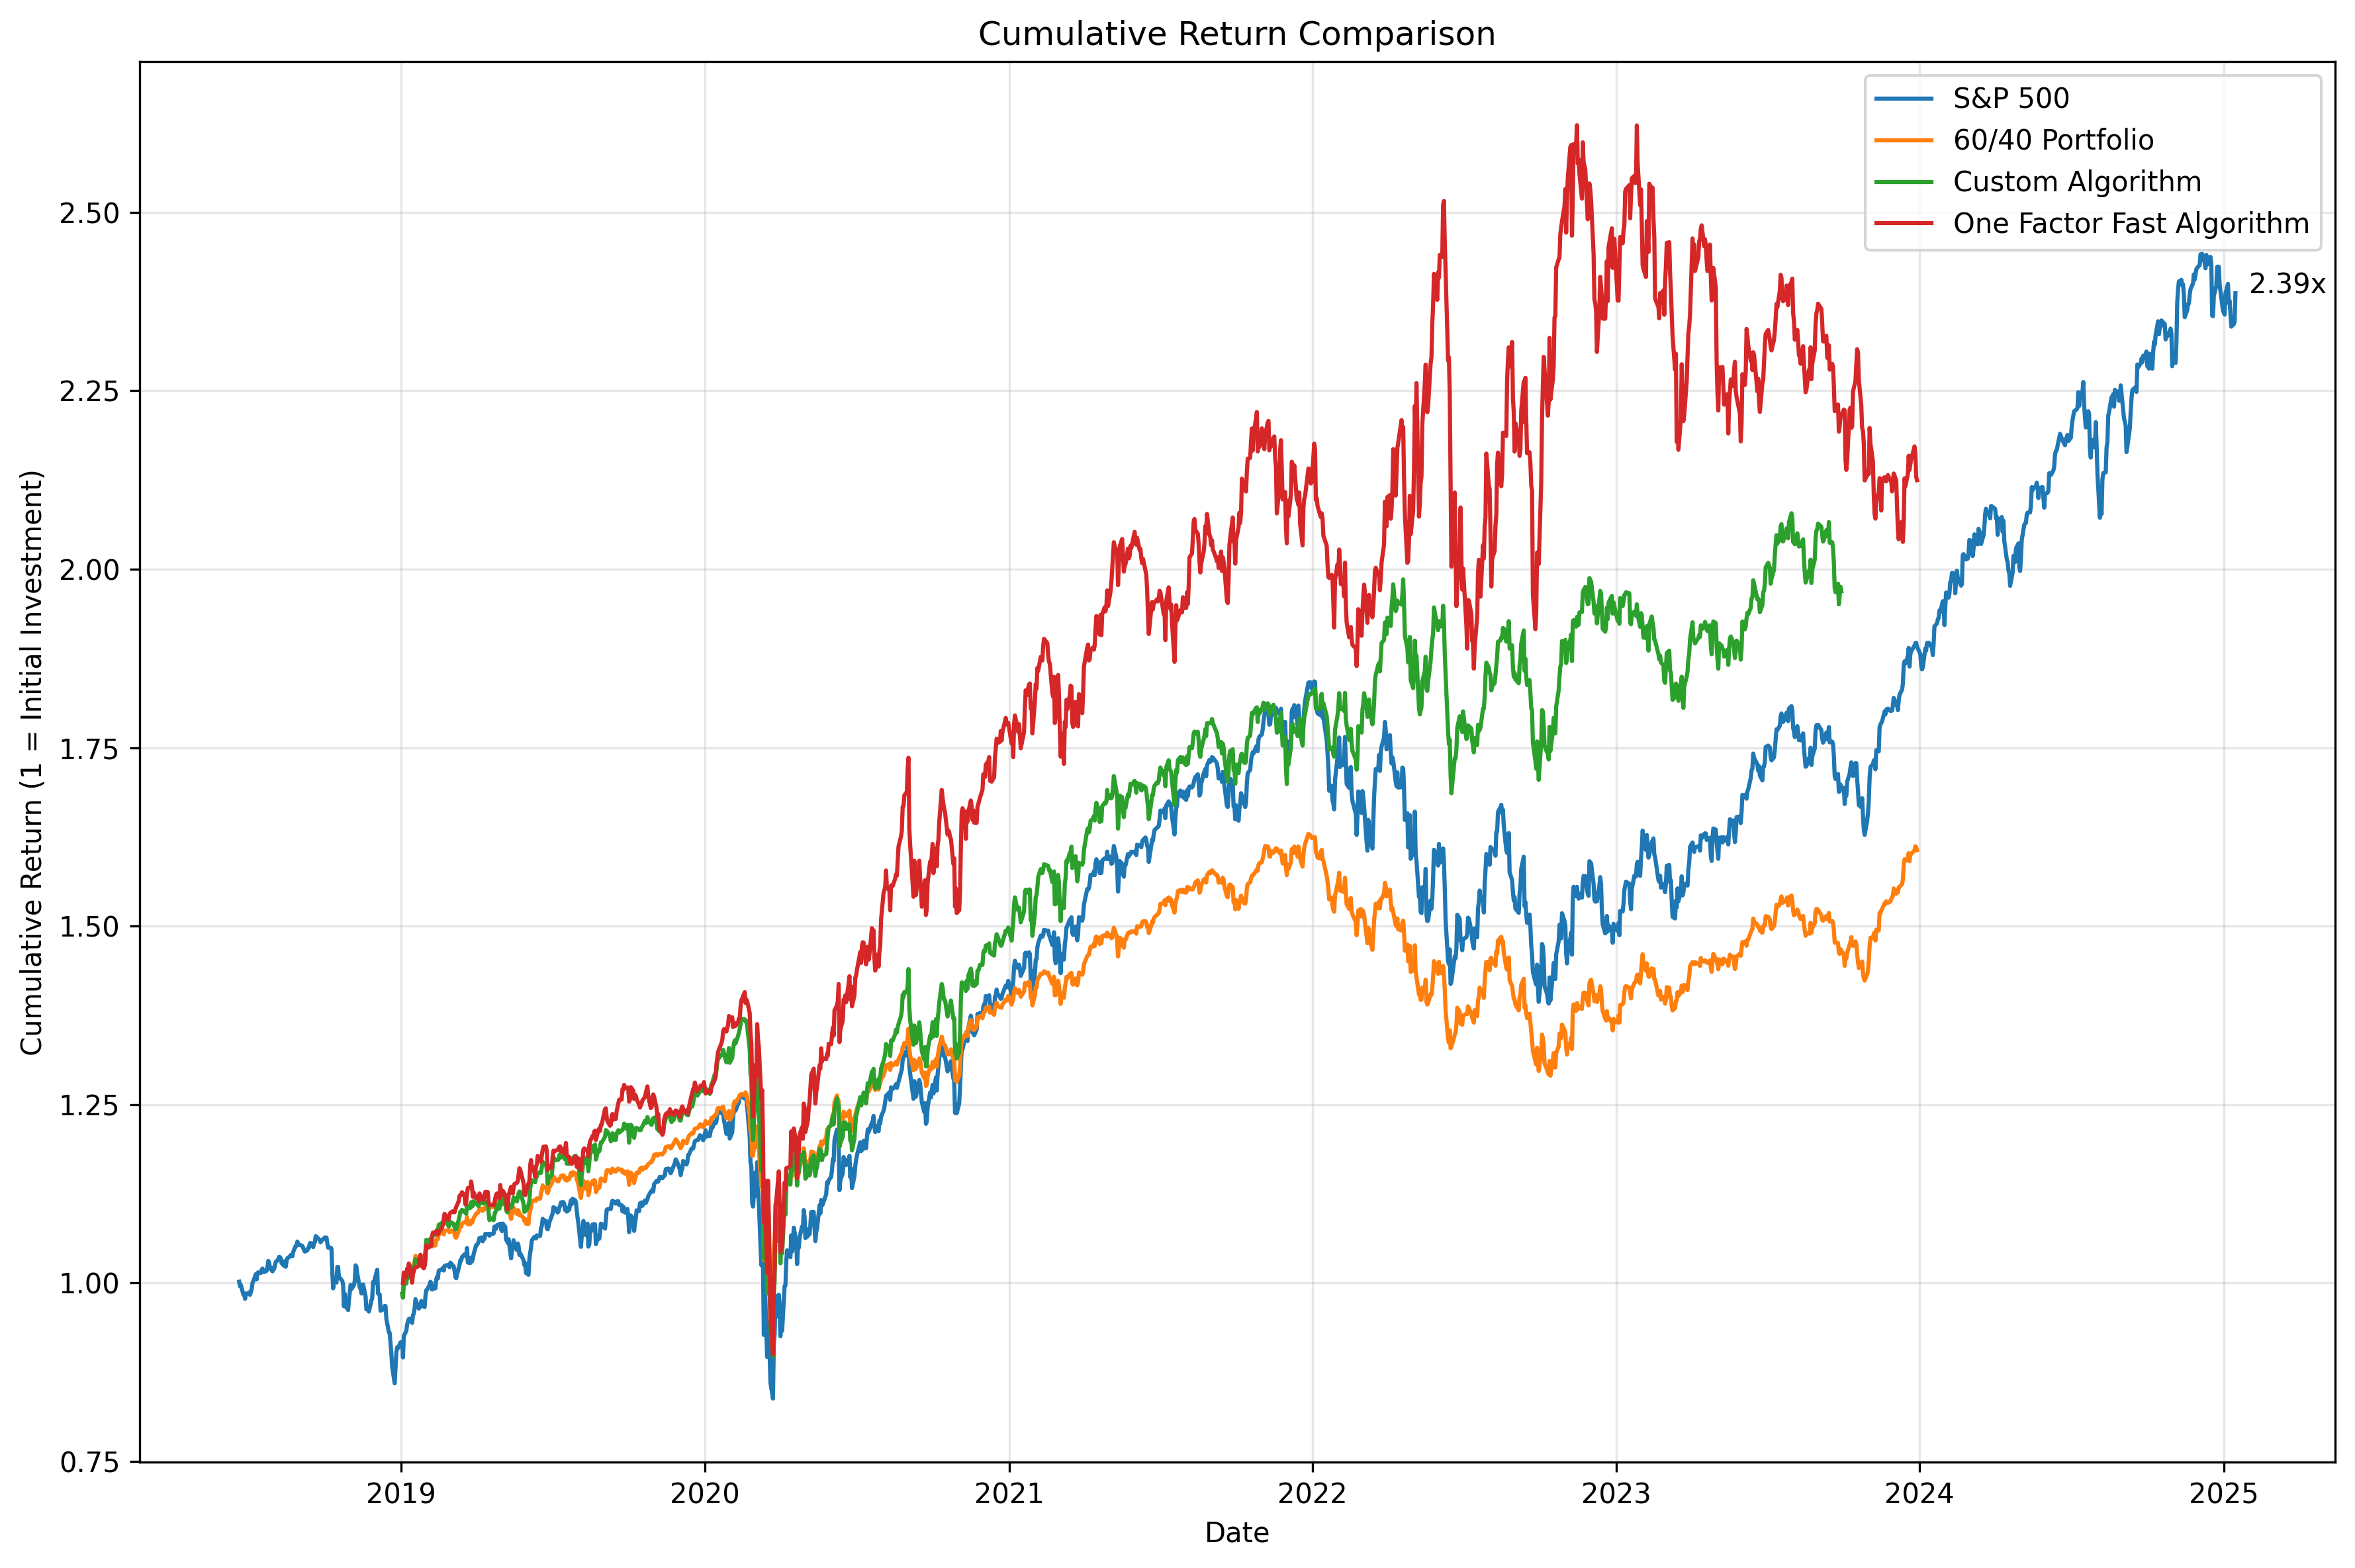 Cumulative Return Comparison
S&P 500
60/40 Portfolio
Custom Algorithm
One Factor Fast Algorithm
2.39x
Cumulative Return (1 = Initial Investment)
2.50
2.25
2.00
1.75
1.50
1.25
1.00
0.75
2019 2020 2021 2022 2023 2024 2025
Date